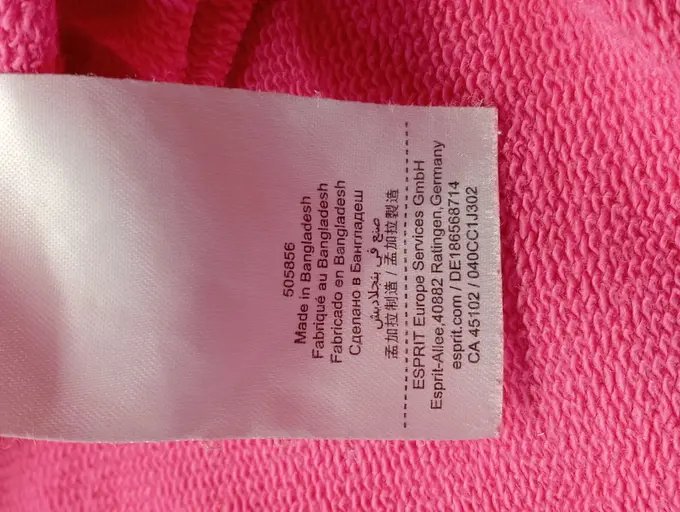 505856
Made in Bangladesh
Fabriqué au Bangladesh
Fabricado en Bangladesh
Сделано в Бангладеш
صنع في بنجلاديش
孟加拉制造 / 孟加拉製造
ESPRIT Europe Services GmbH
Esprit-Allee,40882 Ratingen,Germany
esprit.com / DE186568714
CA 45102 / 040CC1J302